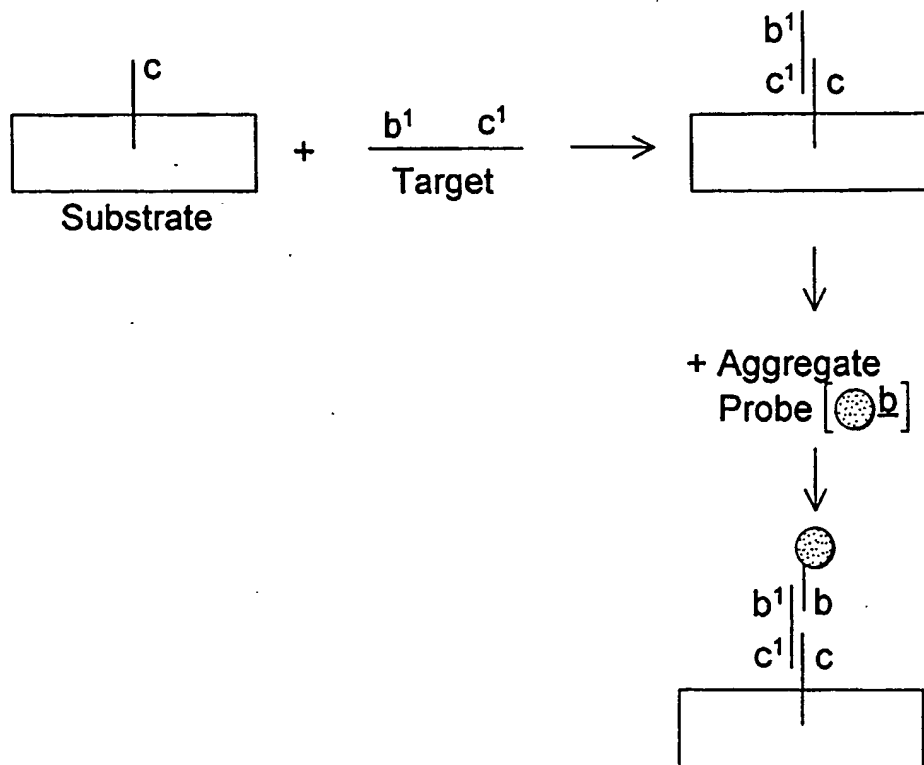 c
Substrate
+
b¹ c¹
Target
b¹
c¹ c
+ Aggregate
Probe [b]
b¹ b
c¹ c